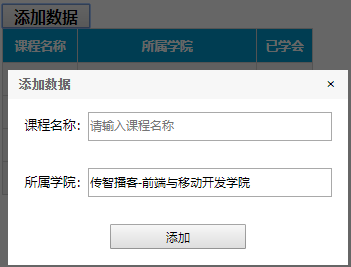 添加数据
课程名称 所属学院 已学会
添加数据 ×
课程名称： 请输入课程名称
所属学院： 传智播客-前端与移动开发学院
添加